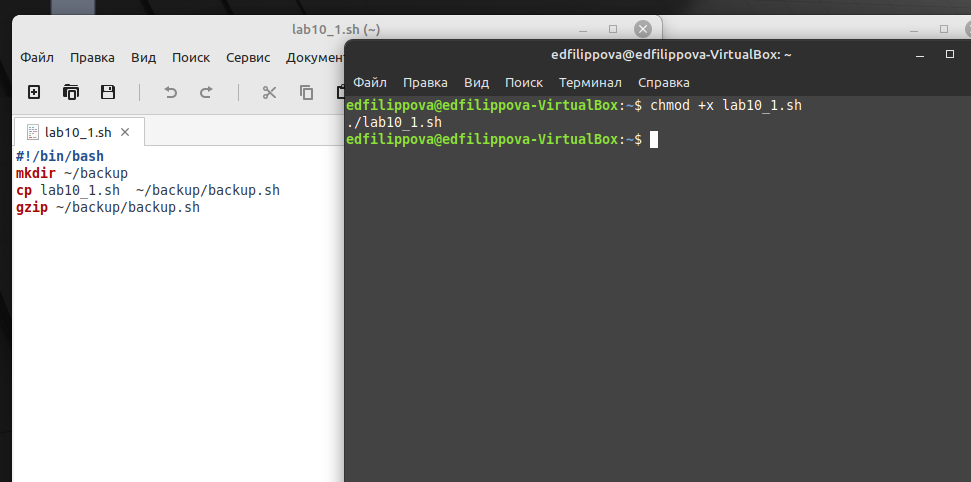 lab10_1.sh (~)
Файл Правка Вид Поиск Сервис Документ
lab10_1.sh
#!/bin/bash
mkdir ~/backup
cp lab10_1.sh  ~/backup/backup.sh
gzip ~/backup/backup.sh
edfilippova@edfilippova-VirtualBox: ~
Файл Правка Вид Поиск Терминал Справка
edfilippova@edfilippova-VirtualBox:~$ chmod +x lab10_1.sh
./lab10_1.sh
edfilippova@edfilippova-VirtualBox:~$